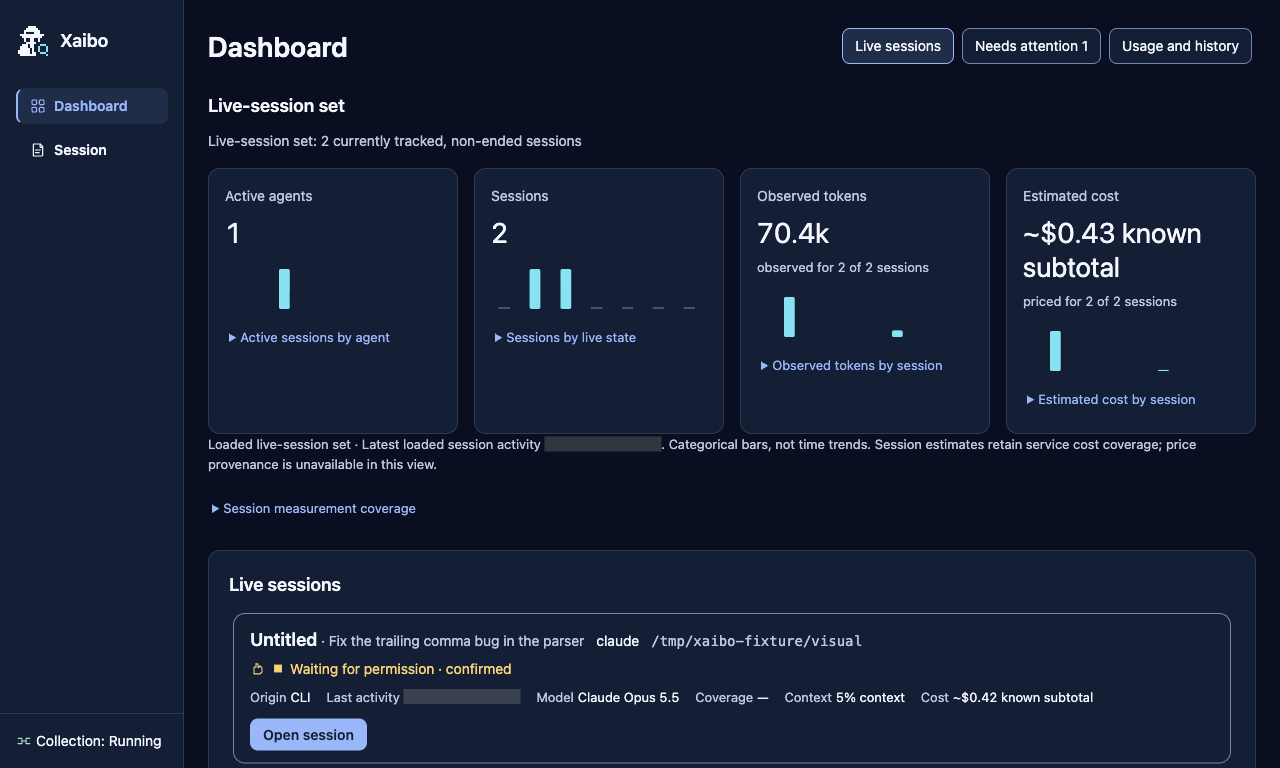 Xaibo
Dashboard
Session
Collection: Running
Dashboard
Live sessions
Needs attention 1
Usage and history
Live-session set
Live-session set: 2 currently tracked, non-ended sessions
Active agents
1
Active sessions by agent
Sessions
2
Sessions by live state
Observed tokens
70.4k
observed for 2 of 2 sessions
Observed tokens by session
Estimated cost
~$0.43 known
subtotal
priced for 2 of 2 sessions
Estimated cost by session
Loaded live-session set · Latest loaded session activity . Categorical bars, not time trends. Session estimates retain service cost coverage; price
provenance is unavailable in this view.
Session measurement coverage
Live sessions
Untitled · Fix the trailing comma bug in the parser claude /tmp/xaibo-fixture/visual
Waiting for permission · confirmed
Origin CLI Last activity Model Claude Opus 5.5 Coverage — Context 5% context Cost ~$0.42 known subtotal
Open session